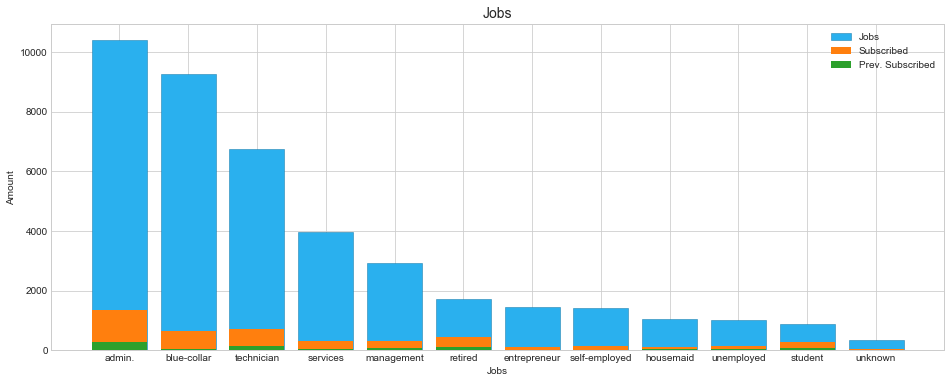 Jobs
Jobs
Subscribed
Prev. Subscribed
Amount
10000
8000
6000
4000
2000
0
admin. blue-collar technician services management retired entrepreneur self-employed housemaid unemployed student unknown
Jobs